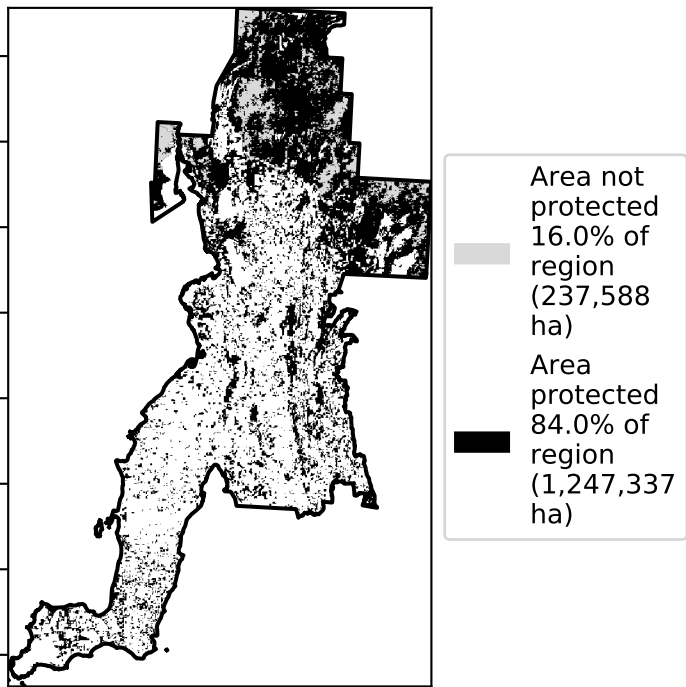 Area not
protected
16.0% of
region
(237,588
ha)
Area
protected
84.0% of
region
(1,247,337
ha)